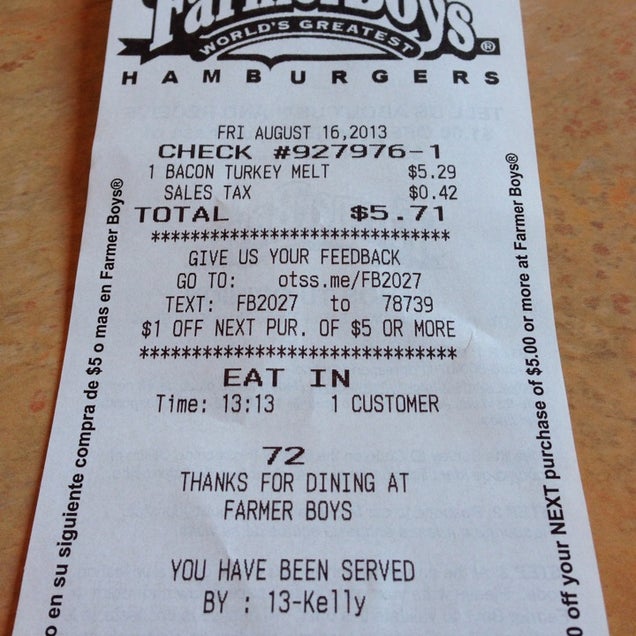 FarmerBoys®
WORLD'S GREATEST
HAMBURGERS
FRI AUGUST 16,2013
CHECK #927976-1
1 BACON TURKEY MELT $5.29
SALES TAX $0.42
TOTAL $5.71
********************************
GIVE US YOUR FEEDBACK
GO TO: otss.me/FB2027
TEXT: FB2027 to 78739
$1 OFF NEXT PUR. OF $5 OR MORE
********************************
EAT IN
Time: 13:13 1 CUSTOMER
72
THANKS FOR DINING AT
FARMER BOYS
YOU HAVE BEEN SERVED
BY : 13-Kelly
o en su siguiente compra de $5 o mas en Farmer Boys®
0 off your NEXT purchase of $5.00 or more at Farmer Boys®